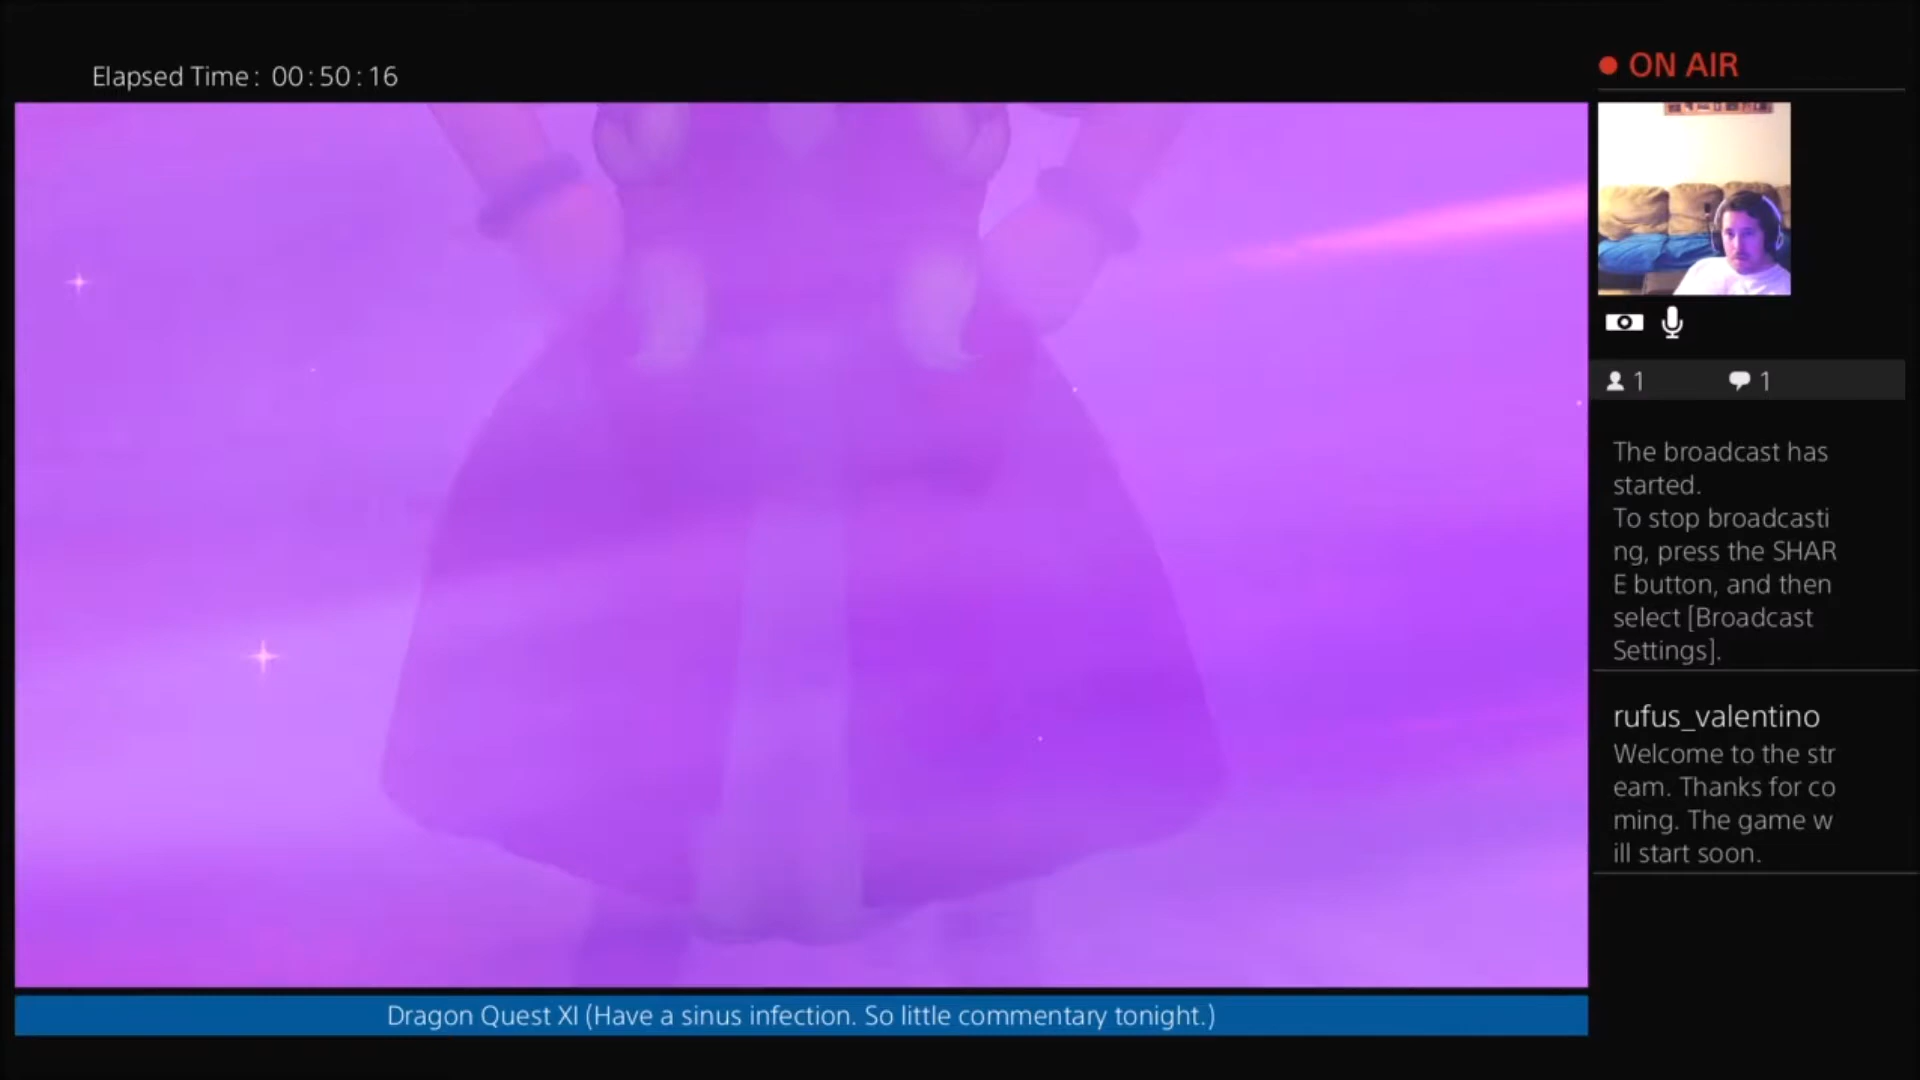 Elapsed Time: 00:50:16
ON AIR
1 1
The broadcast has
started.
To stop broadcasti
ng, press the SHAR
E button, and then
select [Broadcast
Settings].
rufus_valentino
Welcome to the str
eam. Thanks for co
ming. The game w
ill start soon.
Dragon Quest XI (Have a sinus infection. So little commentary tonight.)